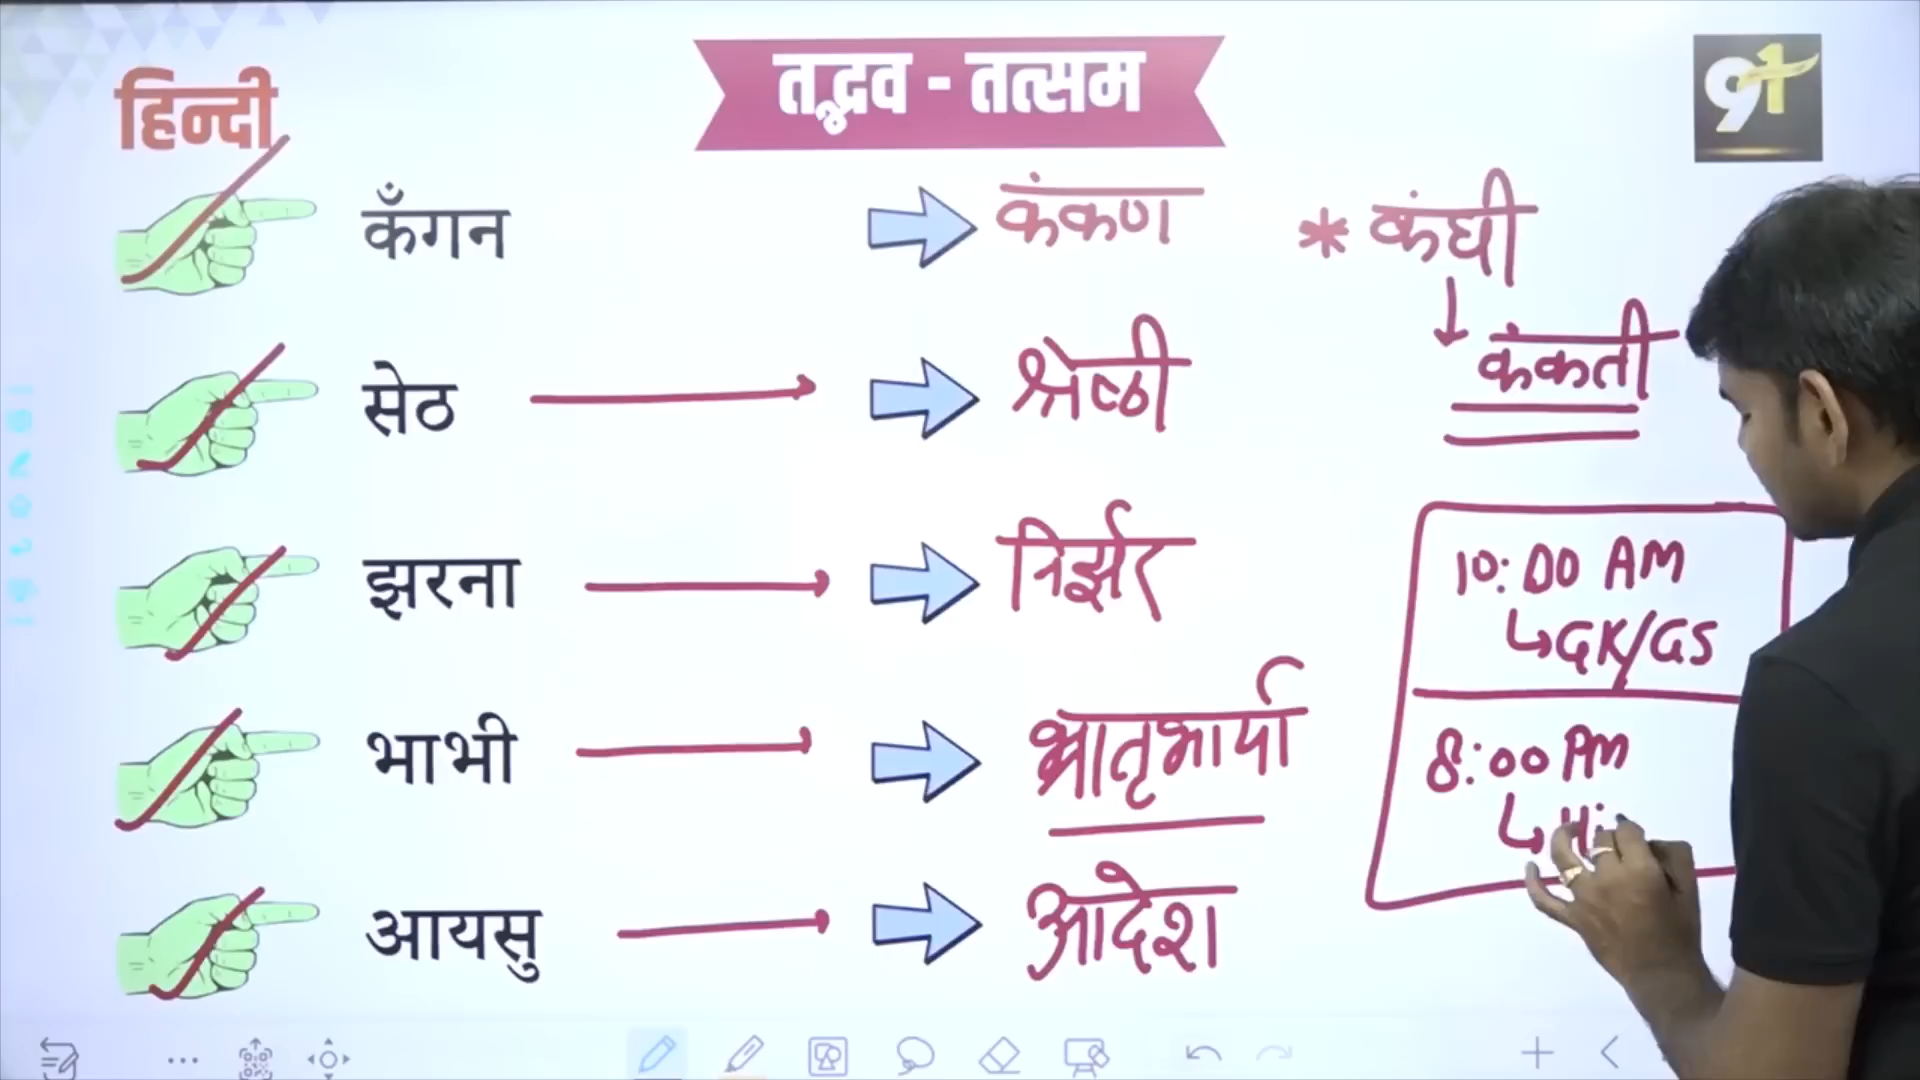 हिन्दी
तद्भव - तत्सम
91
कँगन
कंकण
* कंघी
कंकती
सेठ
श्रेष्ठी
झरना
निर्झर
10:00 AM
GK/GS
भाभी
भ्रातृभार्या
8:00 PM
Hi
आयसु
आदेश